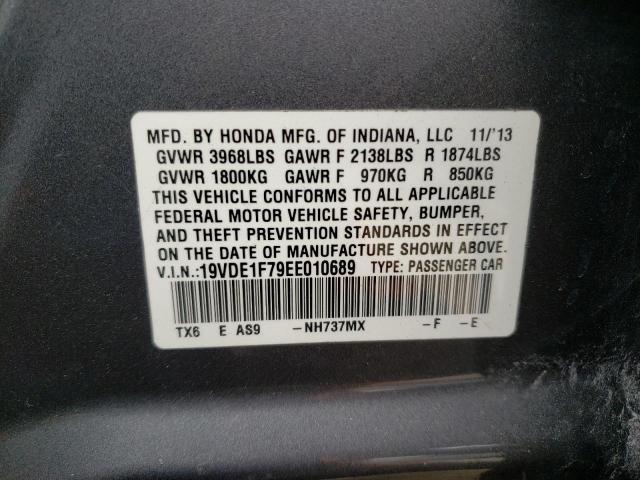 MFD. BY HONDA MFG. OF INDIANA, LLC 11/'13
GVWR 3968LBS GAWR F 2138LBS R 1874LBS
GVWR 1800KG GAWR F 970KG R 850KG
THIS VEHICLE CONFORMS TO ALL APPLICABLE
FEDERAL MOTOR VEHICLE SAFETY, BUMPER,
AND THEFT PREVENTION STANDARDS IN EFFECT
ON THE DATE OF MANUFACTURE SHOWN ABOVE.
V.I.N.:19VDE1F79EE010689 TYPE: PASSENGER CAR
TX6 E AS9 -NH737MX -F -E